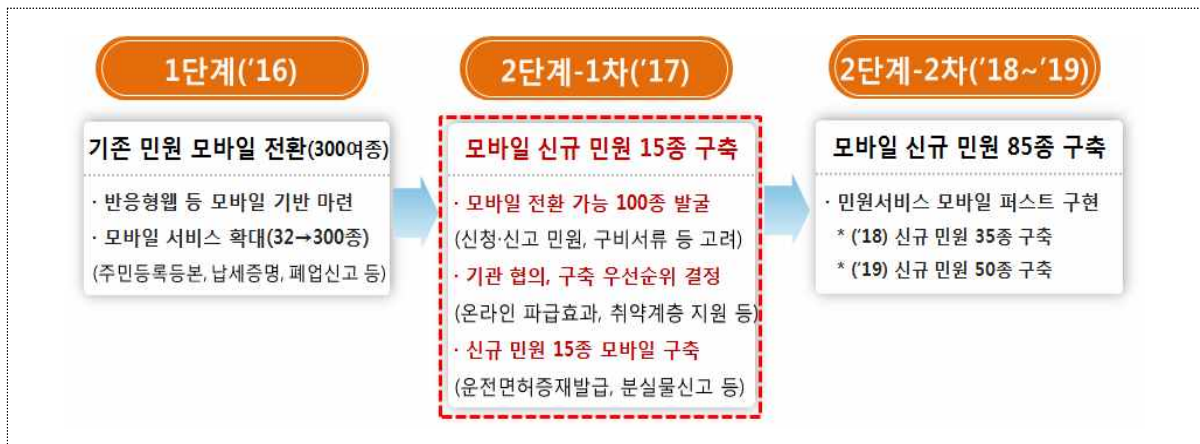 1단계('16)
기존 민원 모바일 전환(300여종)
· 반응형웹 등 모바일 기반 마련
· 모바일 서비스 확대(32→300종)
(주민등록등본, 납세증명, 폐업신고 등)
2단계-1차('17)
모바일 신규 민원 15종 구축
· 모바일 전환 가능 100종 발굴
(신청·신고 민원, 구비서류 등 고려)
· 기관 협의, 구축 우선순위 결정
(온라인 파급효과, 취약계층 지원 등)
· 신규 민원 15종 모바일 구축
(운전면허증재발급, 분실물신고 등)
2단계-2차('18~'19)
모바일 신규 민원 85종 구축
· 민원서비스 모바일 퍼스트 구현
* ('18) 신규 민원 35종 구축
* ('19) 신규 민원 50종 구축